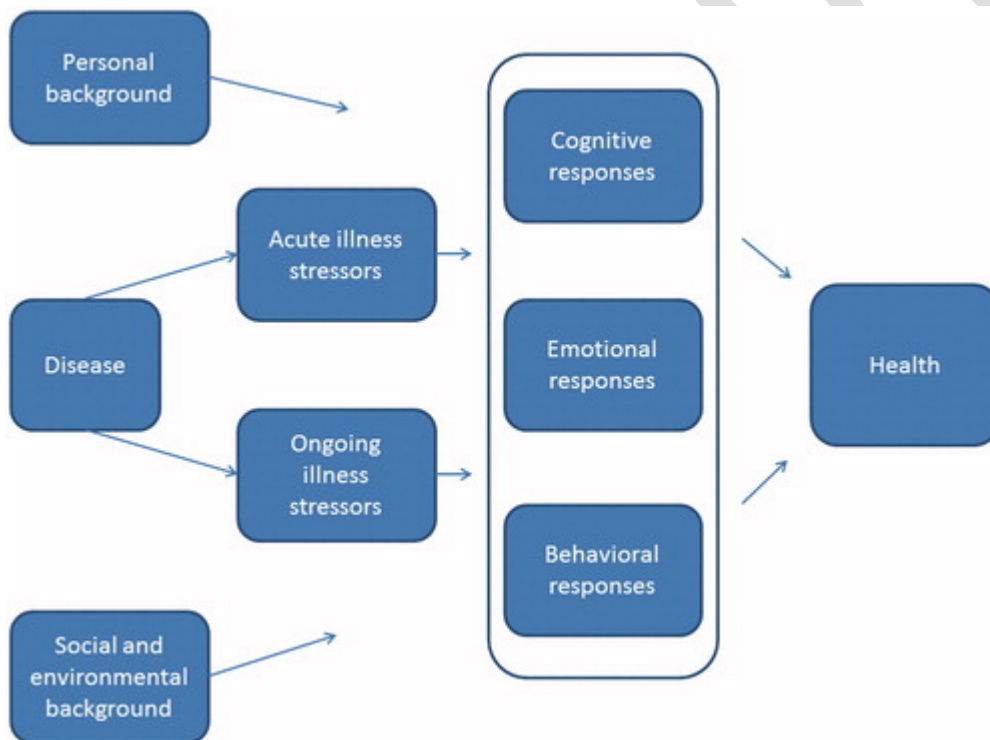 Personal
background
Cognitive
responses
Acute illness
stressors
Disease
Emotional
responses
Health
Ongoing
illness
stressors
Behavioral
responses
Social and
environmental
background